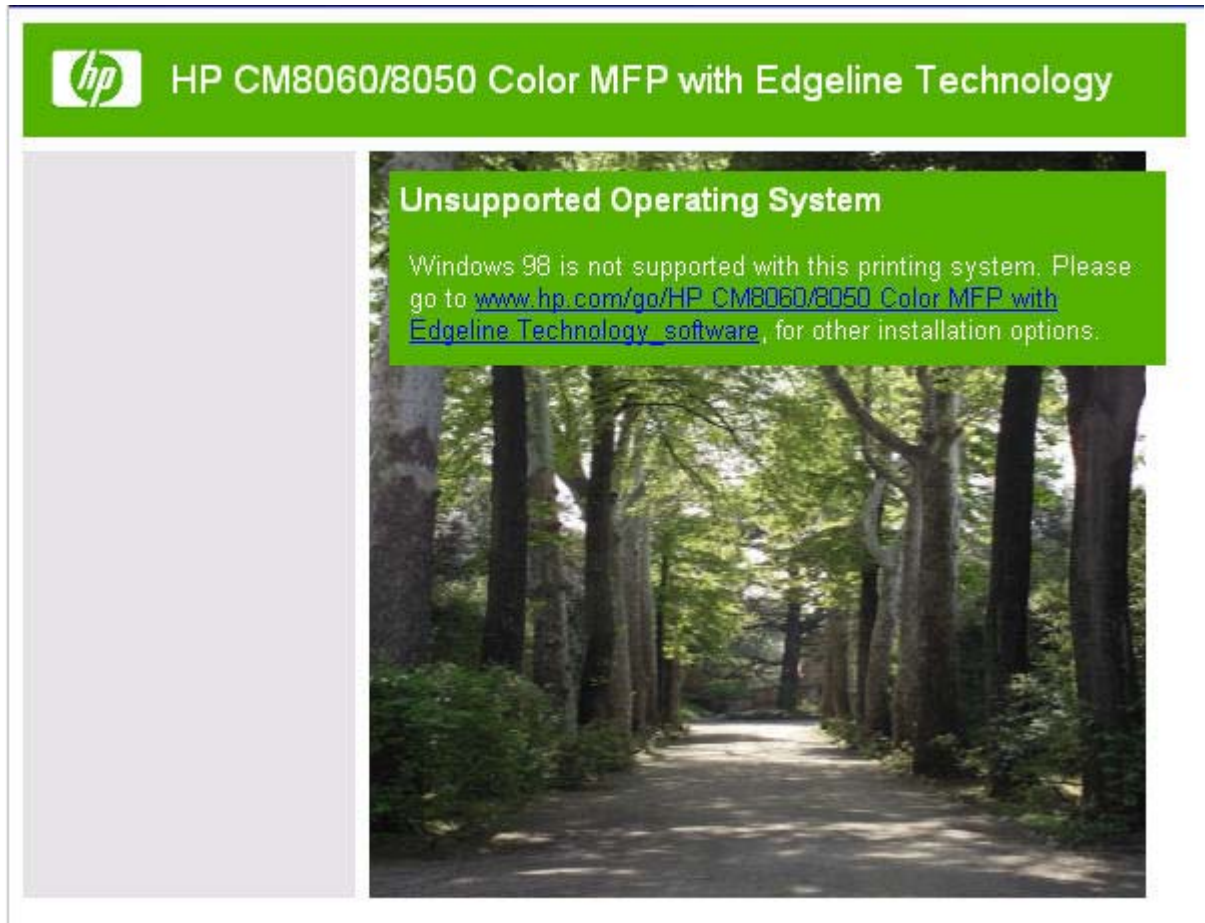 hp HP CM8060/8050 Color MFP with Edgeline Technology
Unsupported Operating System
Windows 98 is not supported with this printing system. Please
go to www.hp.com/go/HP CM8060/8050 Color MFP with
Edgeline Technology_software, for other installation options.